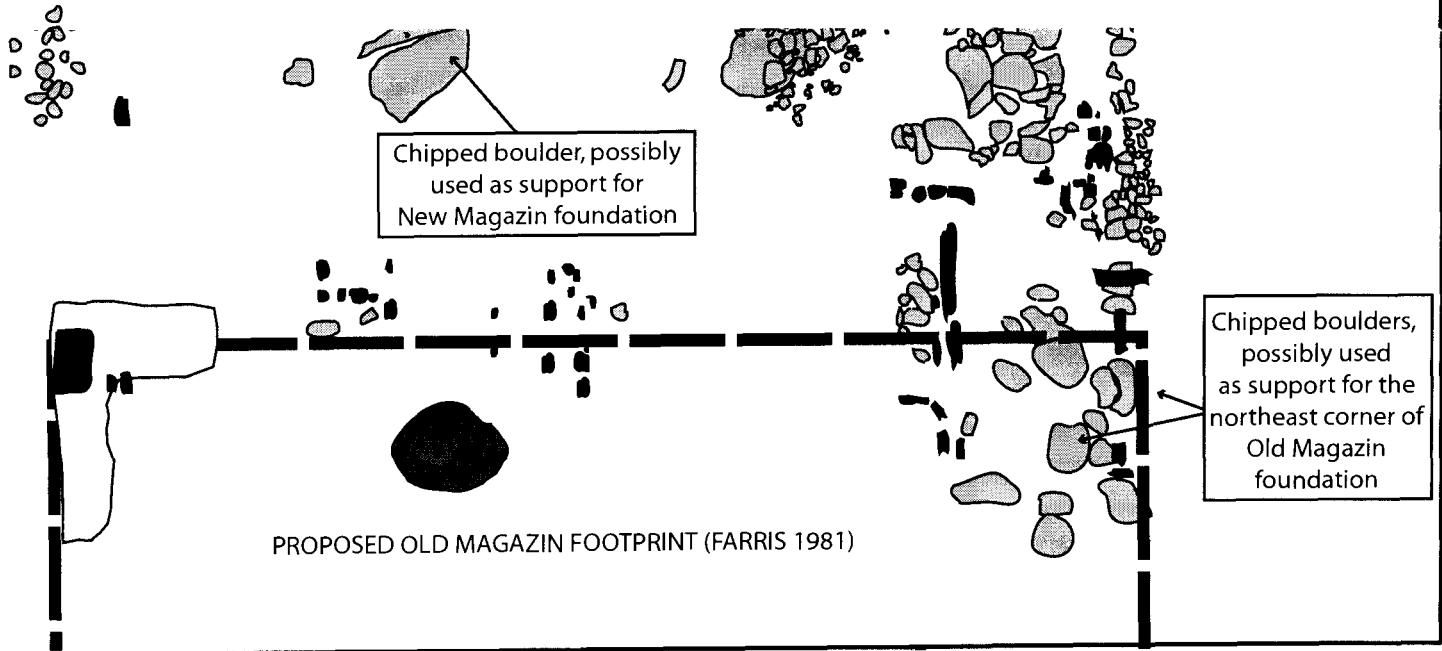 Chipped boulder, possibly
used as support for
New Magazin foundation
Chipped boulders,
possibly used
as support for the
northeast corner of
Old Magazin
foundation
PROPOSED OLD MAGAZIN FOOTPRINT (FARRIS 1981)